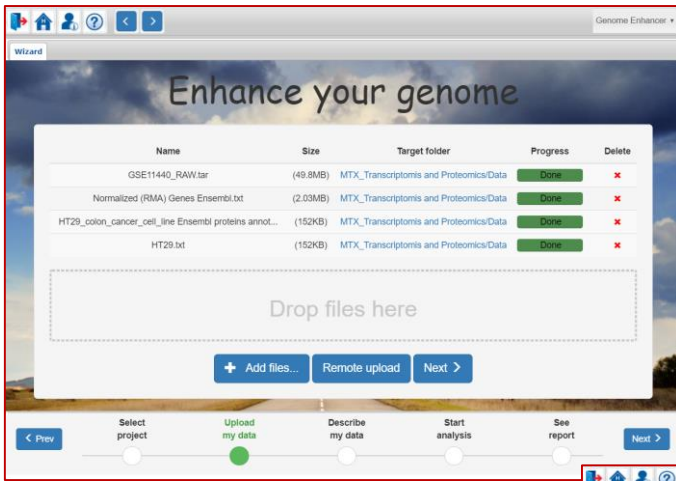 Genome Enhancer
Wizard
Enhance your genome
Name Size Target folder Progress Delete
GSE11440_RAW.tar (49.8MB) MTX_Transcriptomis and Proteomics/Data Done
Normalized (RMA) Genes Ensembl.txt (2.03MB) MTX_Transcriptomis and Proteomics/Data Done
HT29_colon_cancer_cell_line Ensembl proteins annot... (152KB) MTX_Transcriptomis and Proteomics/Data Done
HT29.txt (152KB) MTX_Transcriptomis and Proteomics/Data Done
Drop files here
Add files... Remote upload Next
Prev Select project Upload my data Describe my data Start analysis See report Next